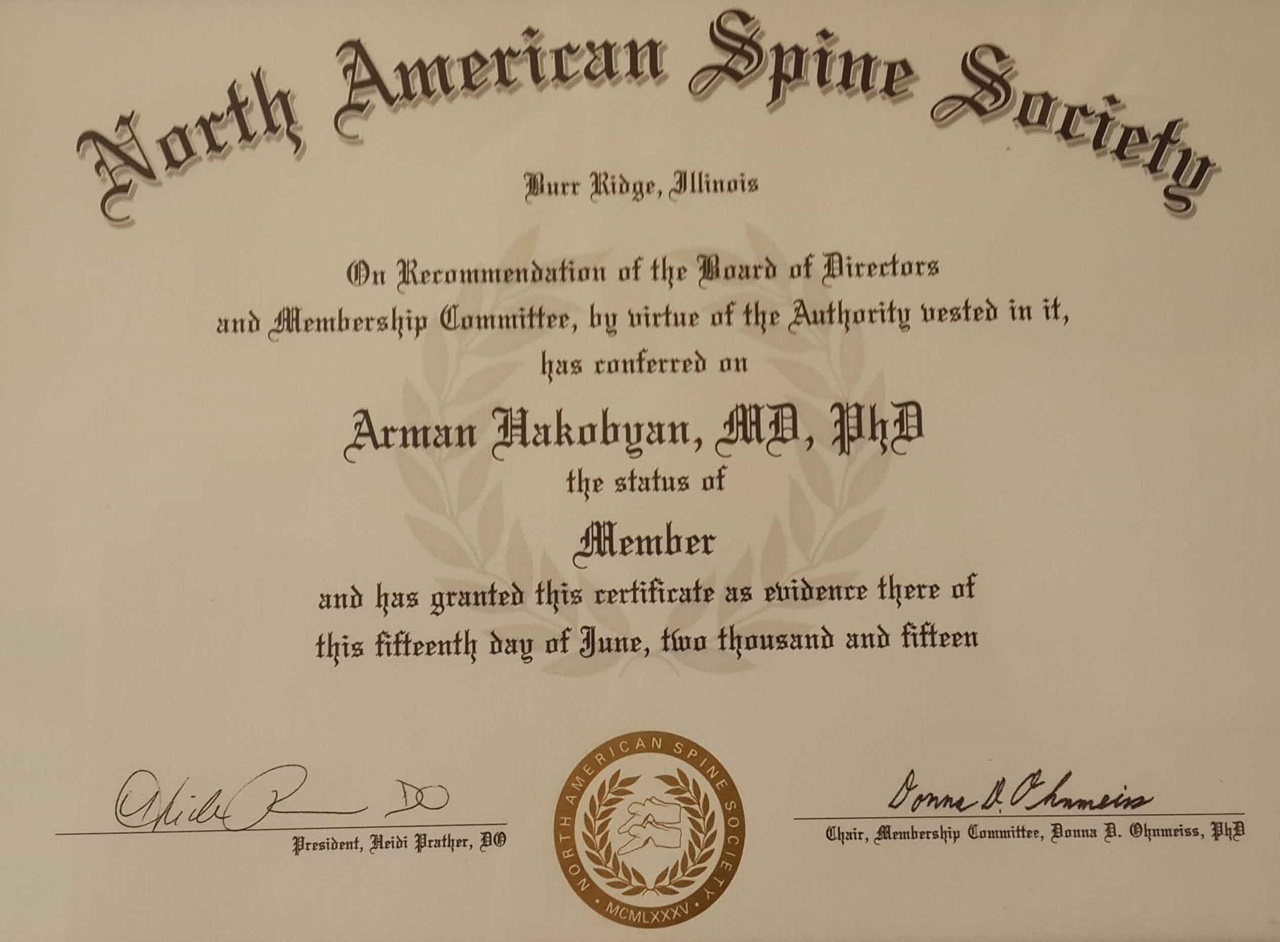 North American Spine Society
Burr Ridge, Illinois
On Recommendation of the Board of Directors
and Membership Committee, by virtue of the Authority vested in it,
has conferred on
Arman Hakobyan, MD, PhD
the status of
Member
and has granted this certificate as evidence there of
this fifteenth day of June, two thousand and fifteen
DO
President, Heidi Prather, DO
NORTH AMERICAN SPINE SOCIETY
MCMLXXXV
Donna D. Ohnmeiss
Chair, Membership Committee, Donna D. Ohnmeiss, PhD